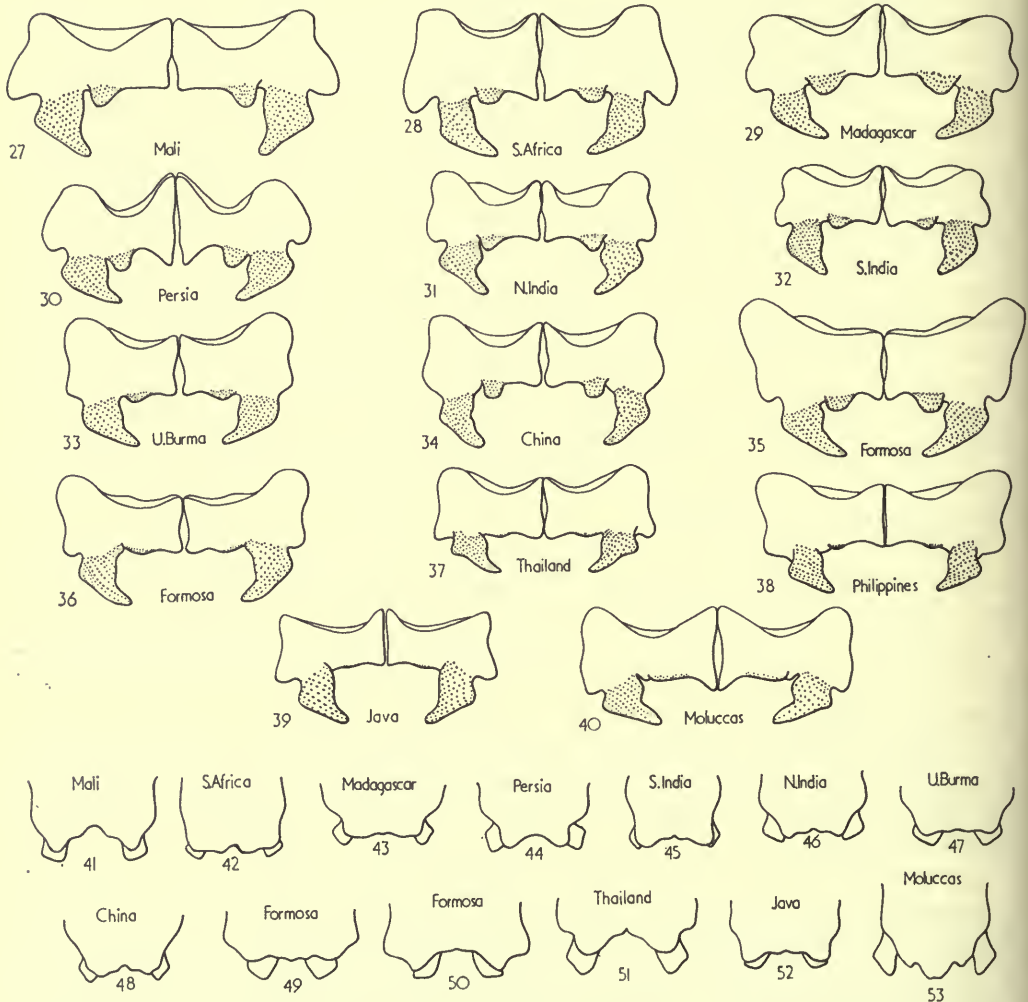 27 Mali
28 S.Africa
29 Madagascar
30 Persia
31 N.India
32 S.India
33 U.Burma
34 China
35 Formosa
36 Formosa
37 Thailand
38 Philippines
39 Java
40 Moluccas
Mali
41
S.Africa
42
Madagascar
43
Persia
44
S.India
45
N.India
46
U.Burma
47
China
48
Formosa
49
Formosa
50
Thailand
51
Java
52
Moluccas
53